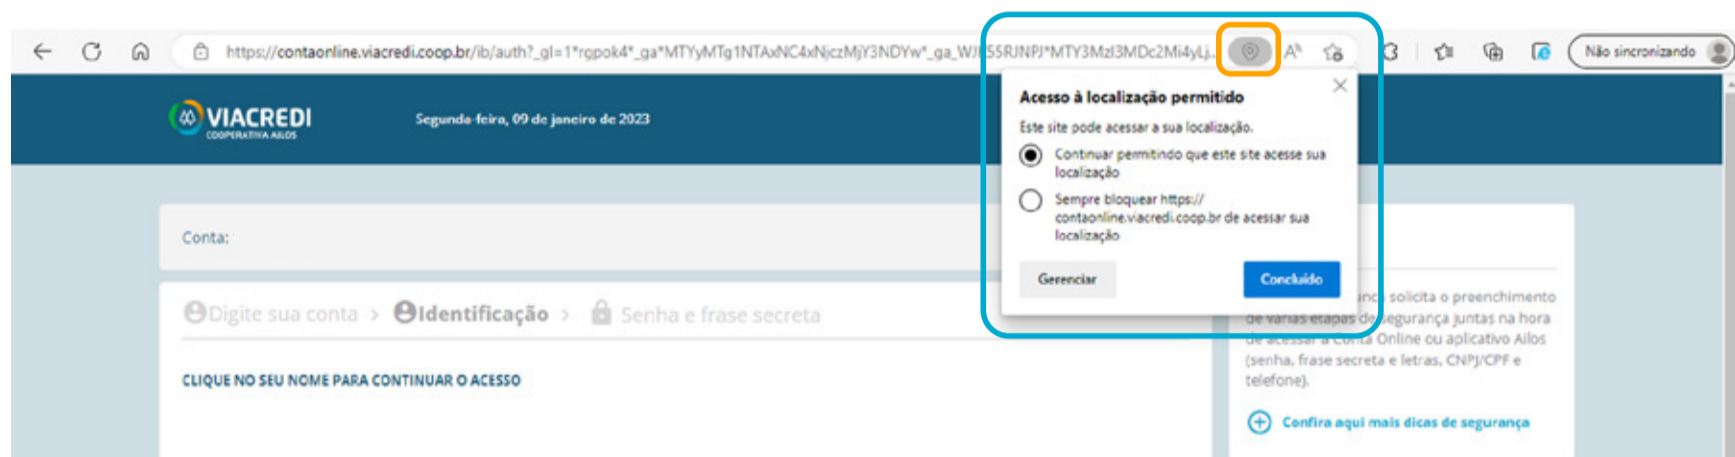 https://contaonline.viacredi.coop.br/ib/auth?_gl=1*rgpok4*_ga*
Não sincronizando
VIACREDI
COOPERATIVA AILOS
Segunda-feira, 09 de janeiro de 2023
Acesso à localização permitido
Este site pode acessar a sua localização.
Continuar permitindo que este site acesse sua
localização
Sempre bloquear https://
contaonline.viacredi.coop.br de acessar sua
localização
Gerenciar
Concluído
Conta:
Digite sua conta > Identificação > Senha e frase secreta
CLIQUE NO SEU NOME PARA CONTINUAR O ACESSO
solicita o preenchimento
de várias etapas de segurança juntas na hora
de acessar a Conta Online ou aplicativo Ailos
(senha, frase secreta e letras, CNPJ/CPF e
telefone).
Confira aqui mais dicas de segurança